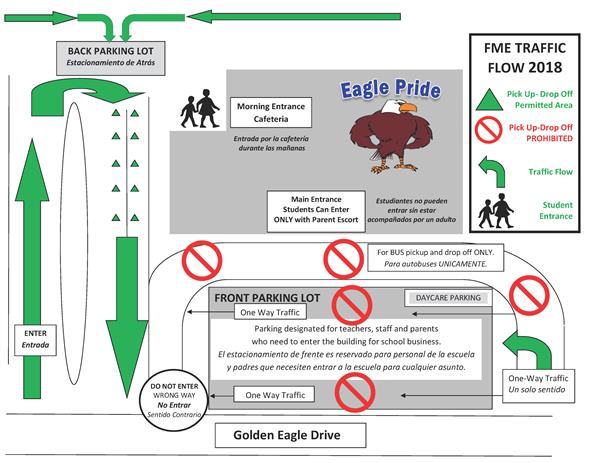 BACK PARKING LOT
Estacionamiento de Atrás
Morning Entrance
Cafeteria
Entrada por la cafetería
durante las mañanas
Eagle Pride
Main Entrance
Students Can Enter
ONLY with Parent Escort
Estudiantes no pueden
entrar sin estar
acompañados por un adulto
FME TRAFFIC
FLOW 2018
Pick Up- Drop Off
Permitted Area
Pick Up-Drop Off
PROHIBITED
Traffic Flow
Student
Entrance
For BUS pickup and drop off ONLY.
Para autobuses UNICAMENTE.
FRONT PARKING LOT
DAYCARE PARKING
One Way Traffic
Parking designated for teachers, staff and parents
who need to enter the building for school business.
El estacionamiento de frente es reservado para personal de la escuela
y padres que necesiten entrar a la escuela para cualquier asunto.
One Way Traffic
ENTER
Entrada
DO NOT ENTER
WRONG WAY
No Entrar
Sentido Contrario
One-Way Traffic
Un solo sentido
Golden Eagle Drive